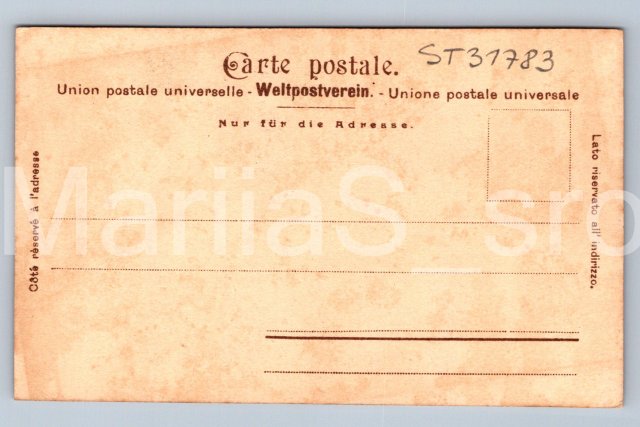 Carte postale.
ST31783
Union postale universelle - Weltpostverein. - Unione postale universale
Nur für die Adresse.
Côté réservé à l'adresse
Lato riservato all' indirizzo.
MariiaS_sro